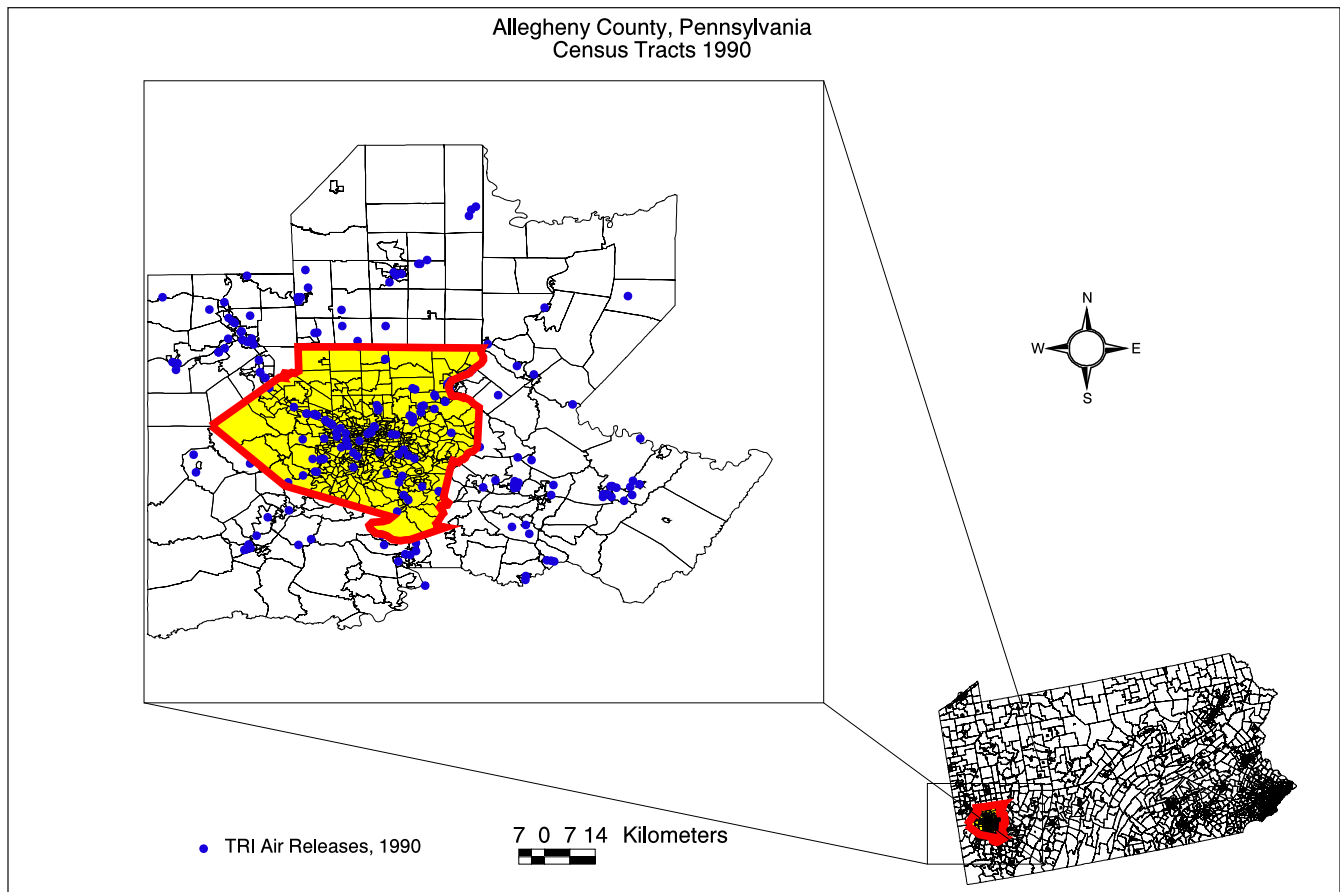 Allegheny County, Pennsylvania
Census Tracts 1990
N
W E
S
TRI Air Releases, 1990
7 0 7 14 Kilometers